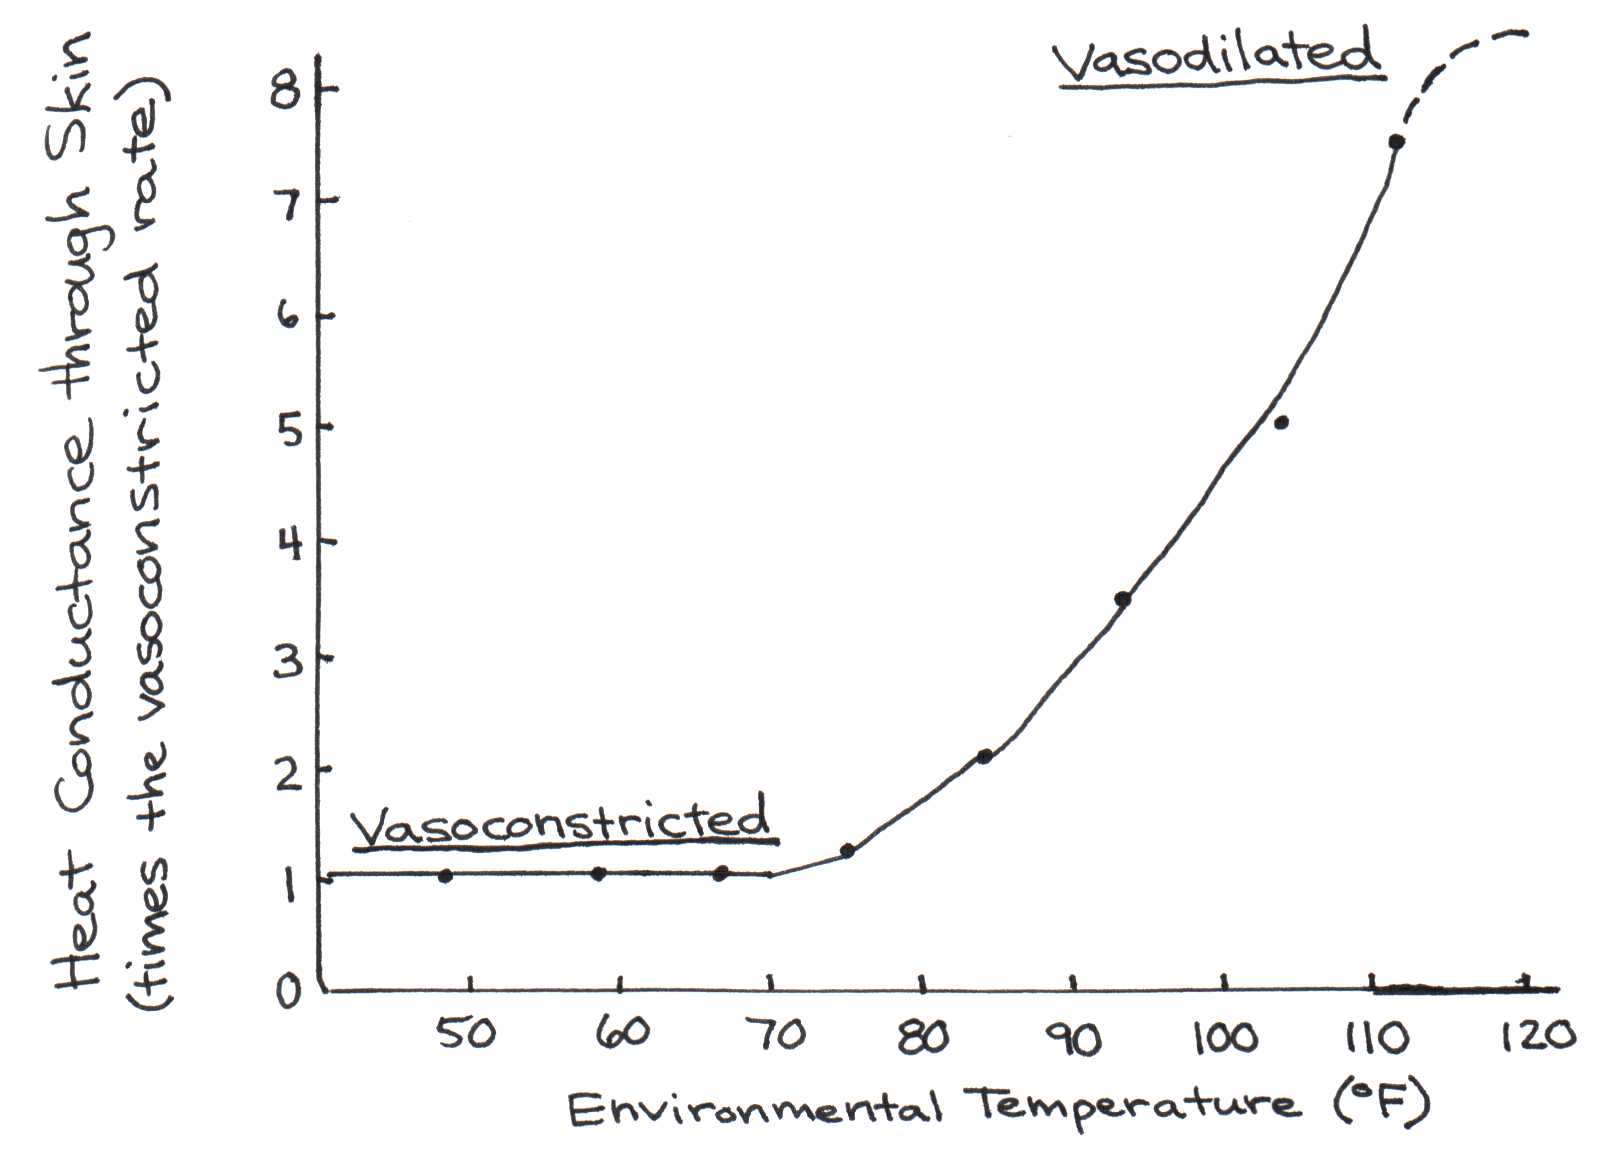 Heat Conductance through Skin
(times the vasoconstricted rate)
8
7
6
5
4
3
2
1
0
Vasodilated
Vasoconstricted
50 60 70 80 90 100 110 120
Environmental Temperature (°F)